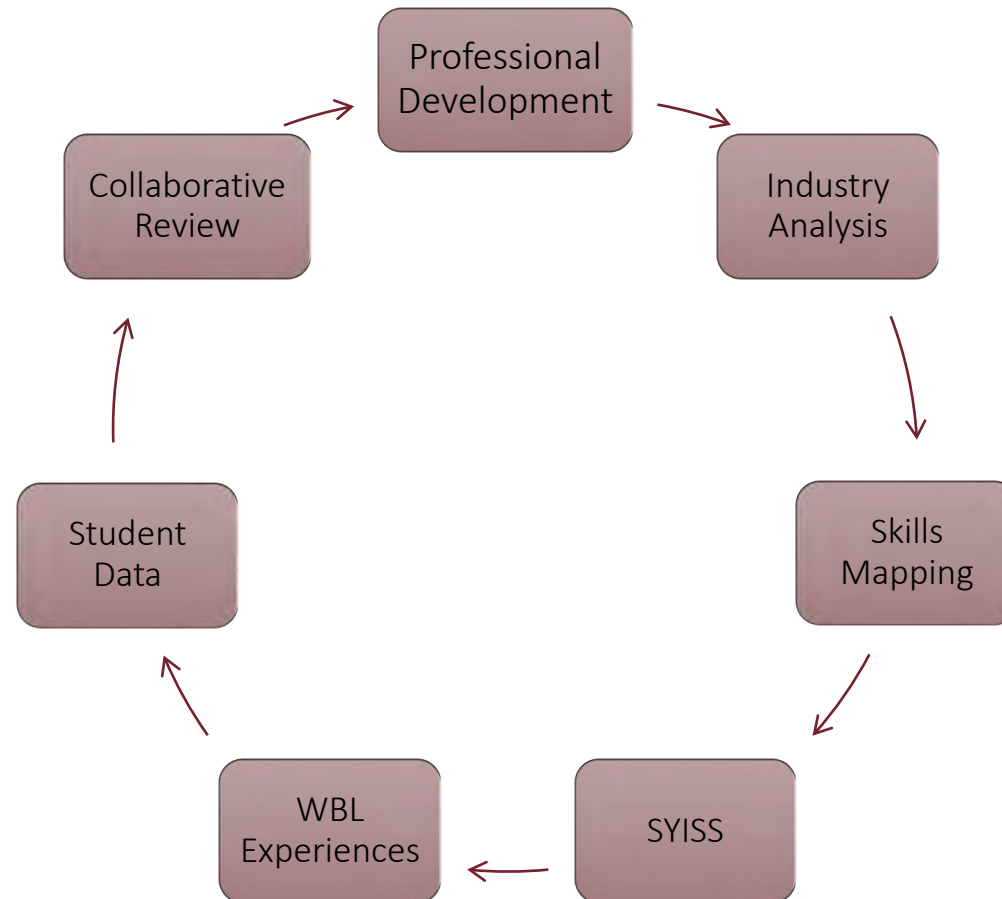 Professional
Development
Industry
Analysis
Skills
Mapping
SYISS
WBL
Experiences
Student
Data
Collaborative
Review